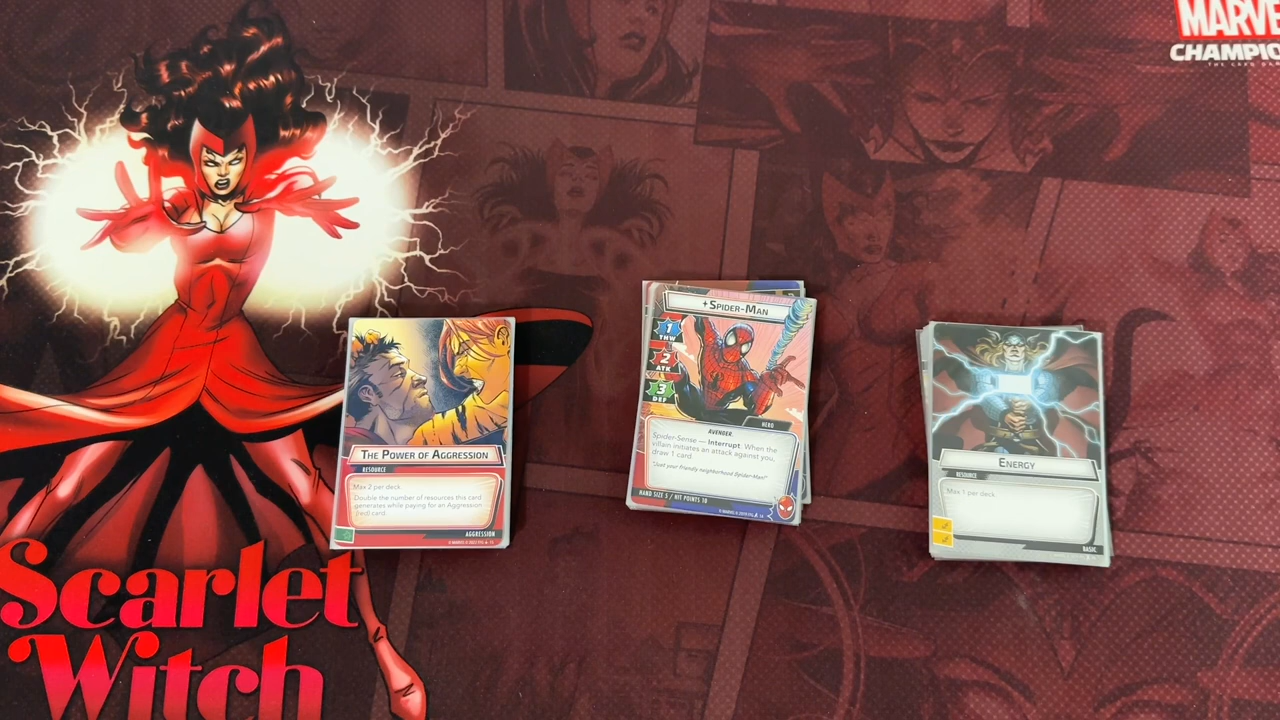 MARVE
CHAMPIO
Scarlet
Witch
THE POWER OF AGGRESSION
RESOURCE
Max 2 per deck.
Double the number of resources this card
generates while paying for an Aggression
(red) card.
AGGRESSION
SPIDER-MAN
1
THW
2
ATK
3
DEF
HERO
AVENGER.
Spider-Sense — Interrupt: When the
villain initiates an attack against you,
draw 1 card.
"Just your friendly neighborhood Spider-Man!"
HAND SIZE 5 / HIT POINTS 10
ENERGY
RESOURCE
Max 1 per deck.
BASIC